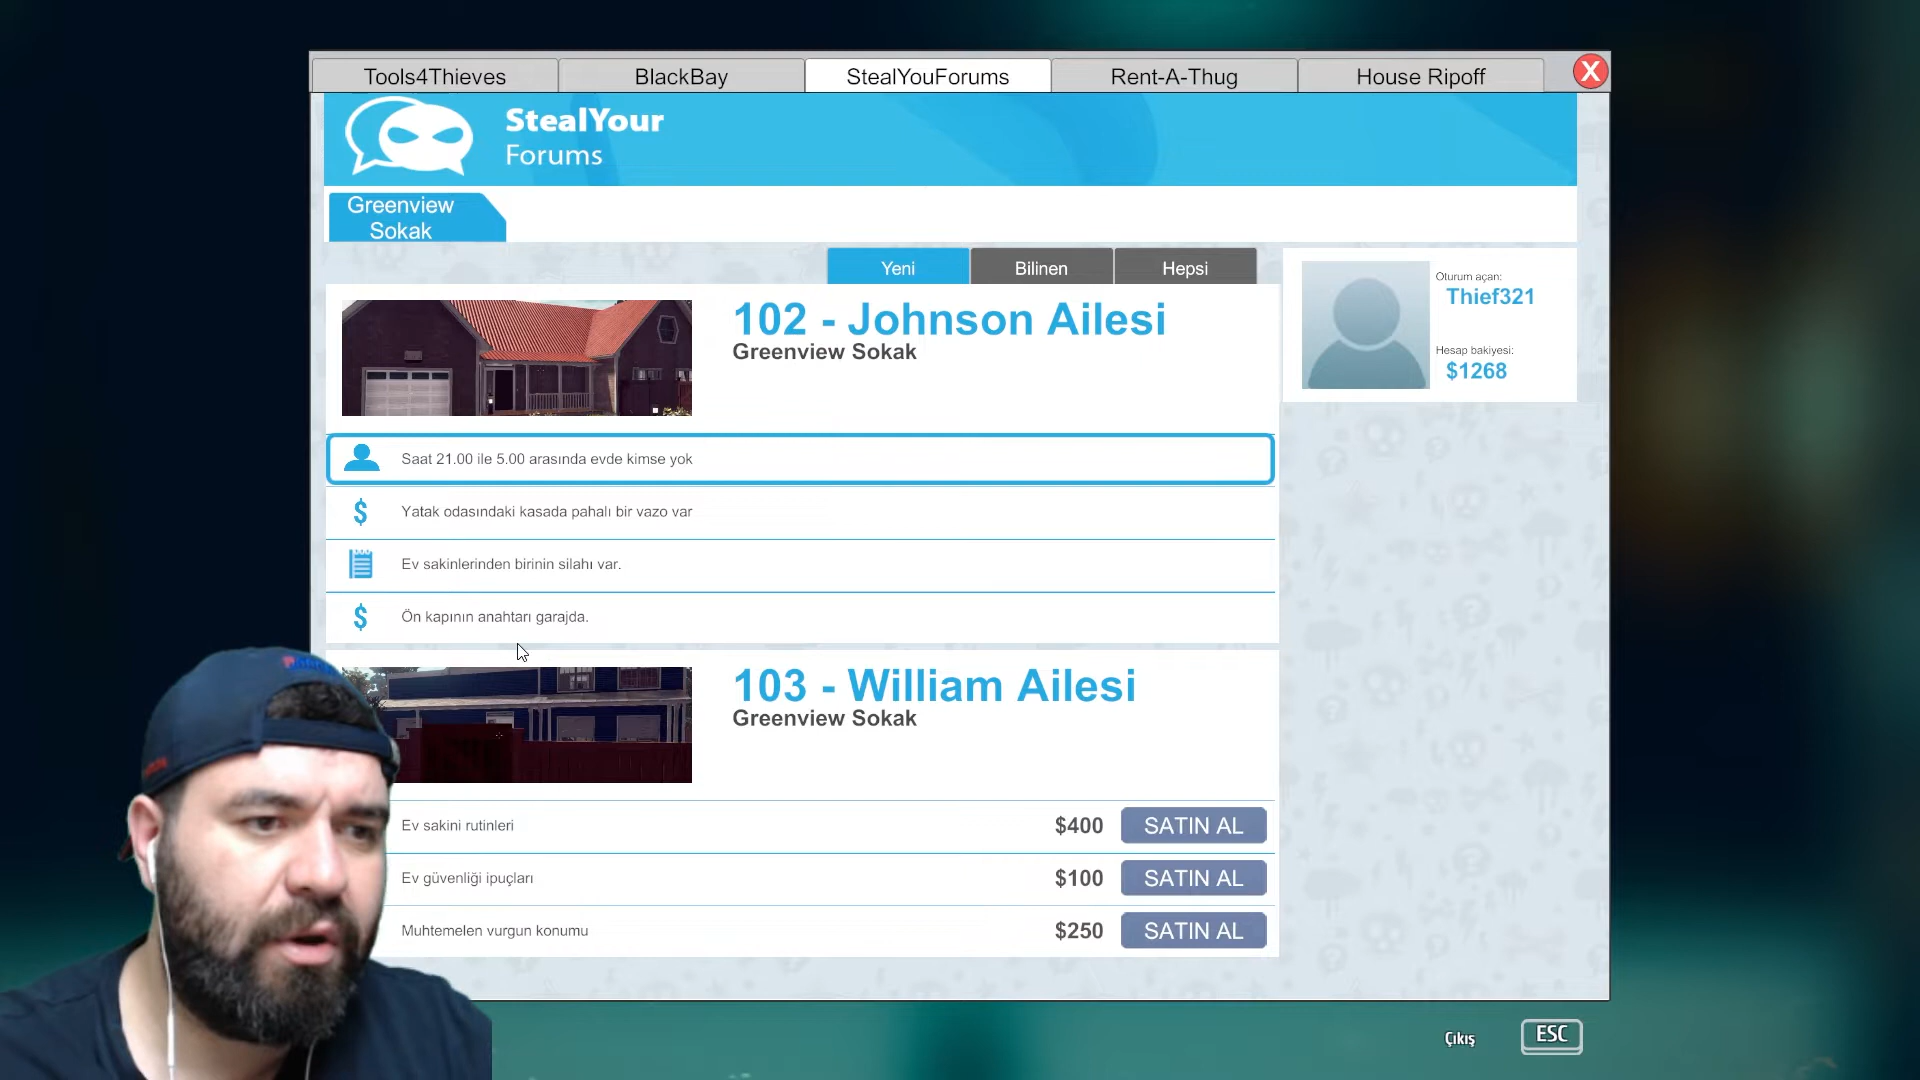 Tools4Thieves
BlackBay
StealYouForums
Rent-A-Thug
House Ripoff
X
StealYour
Forums
Greenview
Sokak
Yeni
Bilinen
Hepsi
Oturum açan:
Thief321
Hesap bakiyesi:
$1268
102 - Johnson Ailesi
Greenview Sokak
Saat 21.00 ile 5.00 arasında evde kimse yok
$ Yatak odasındaki kasada pahalı bir vazo var
Ev sakinlerinden birinin silahı var.
$ Ön kapının anahtarı garajda.
103 - William Ailesi
Greenview Sokak
Ev sakini rutinleri $400 SATIN AL
Ev güvenliği ipuçları $100 SATIN AL
Muhtemelen vurgun konumu $250 SATIN AL
Çıkış ESC